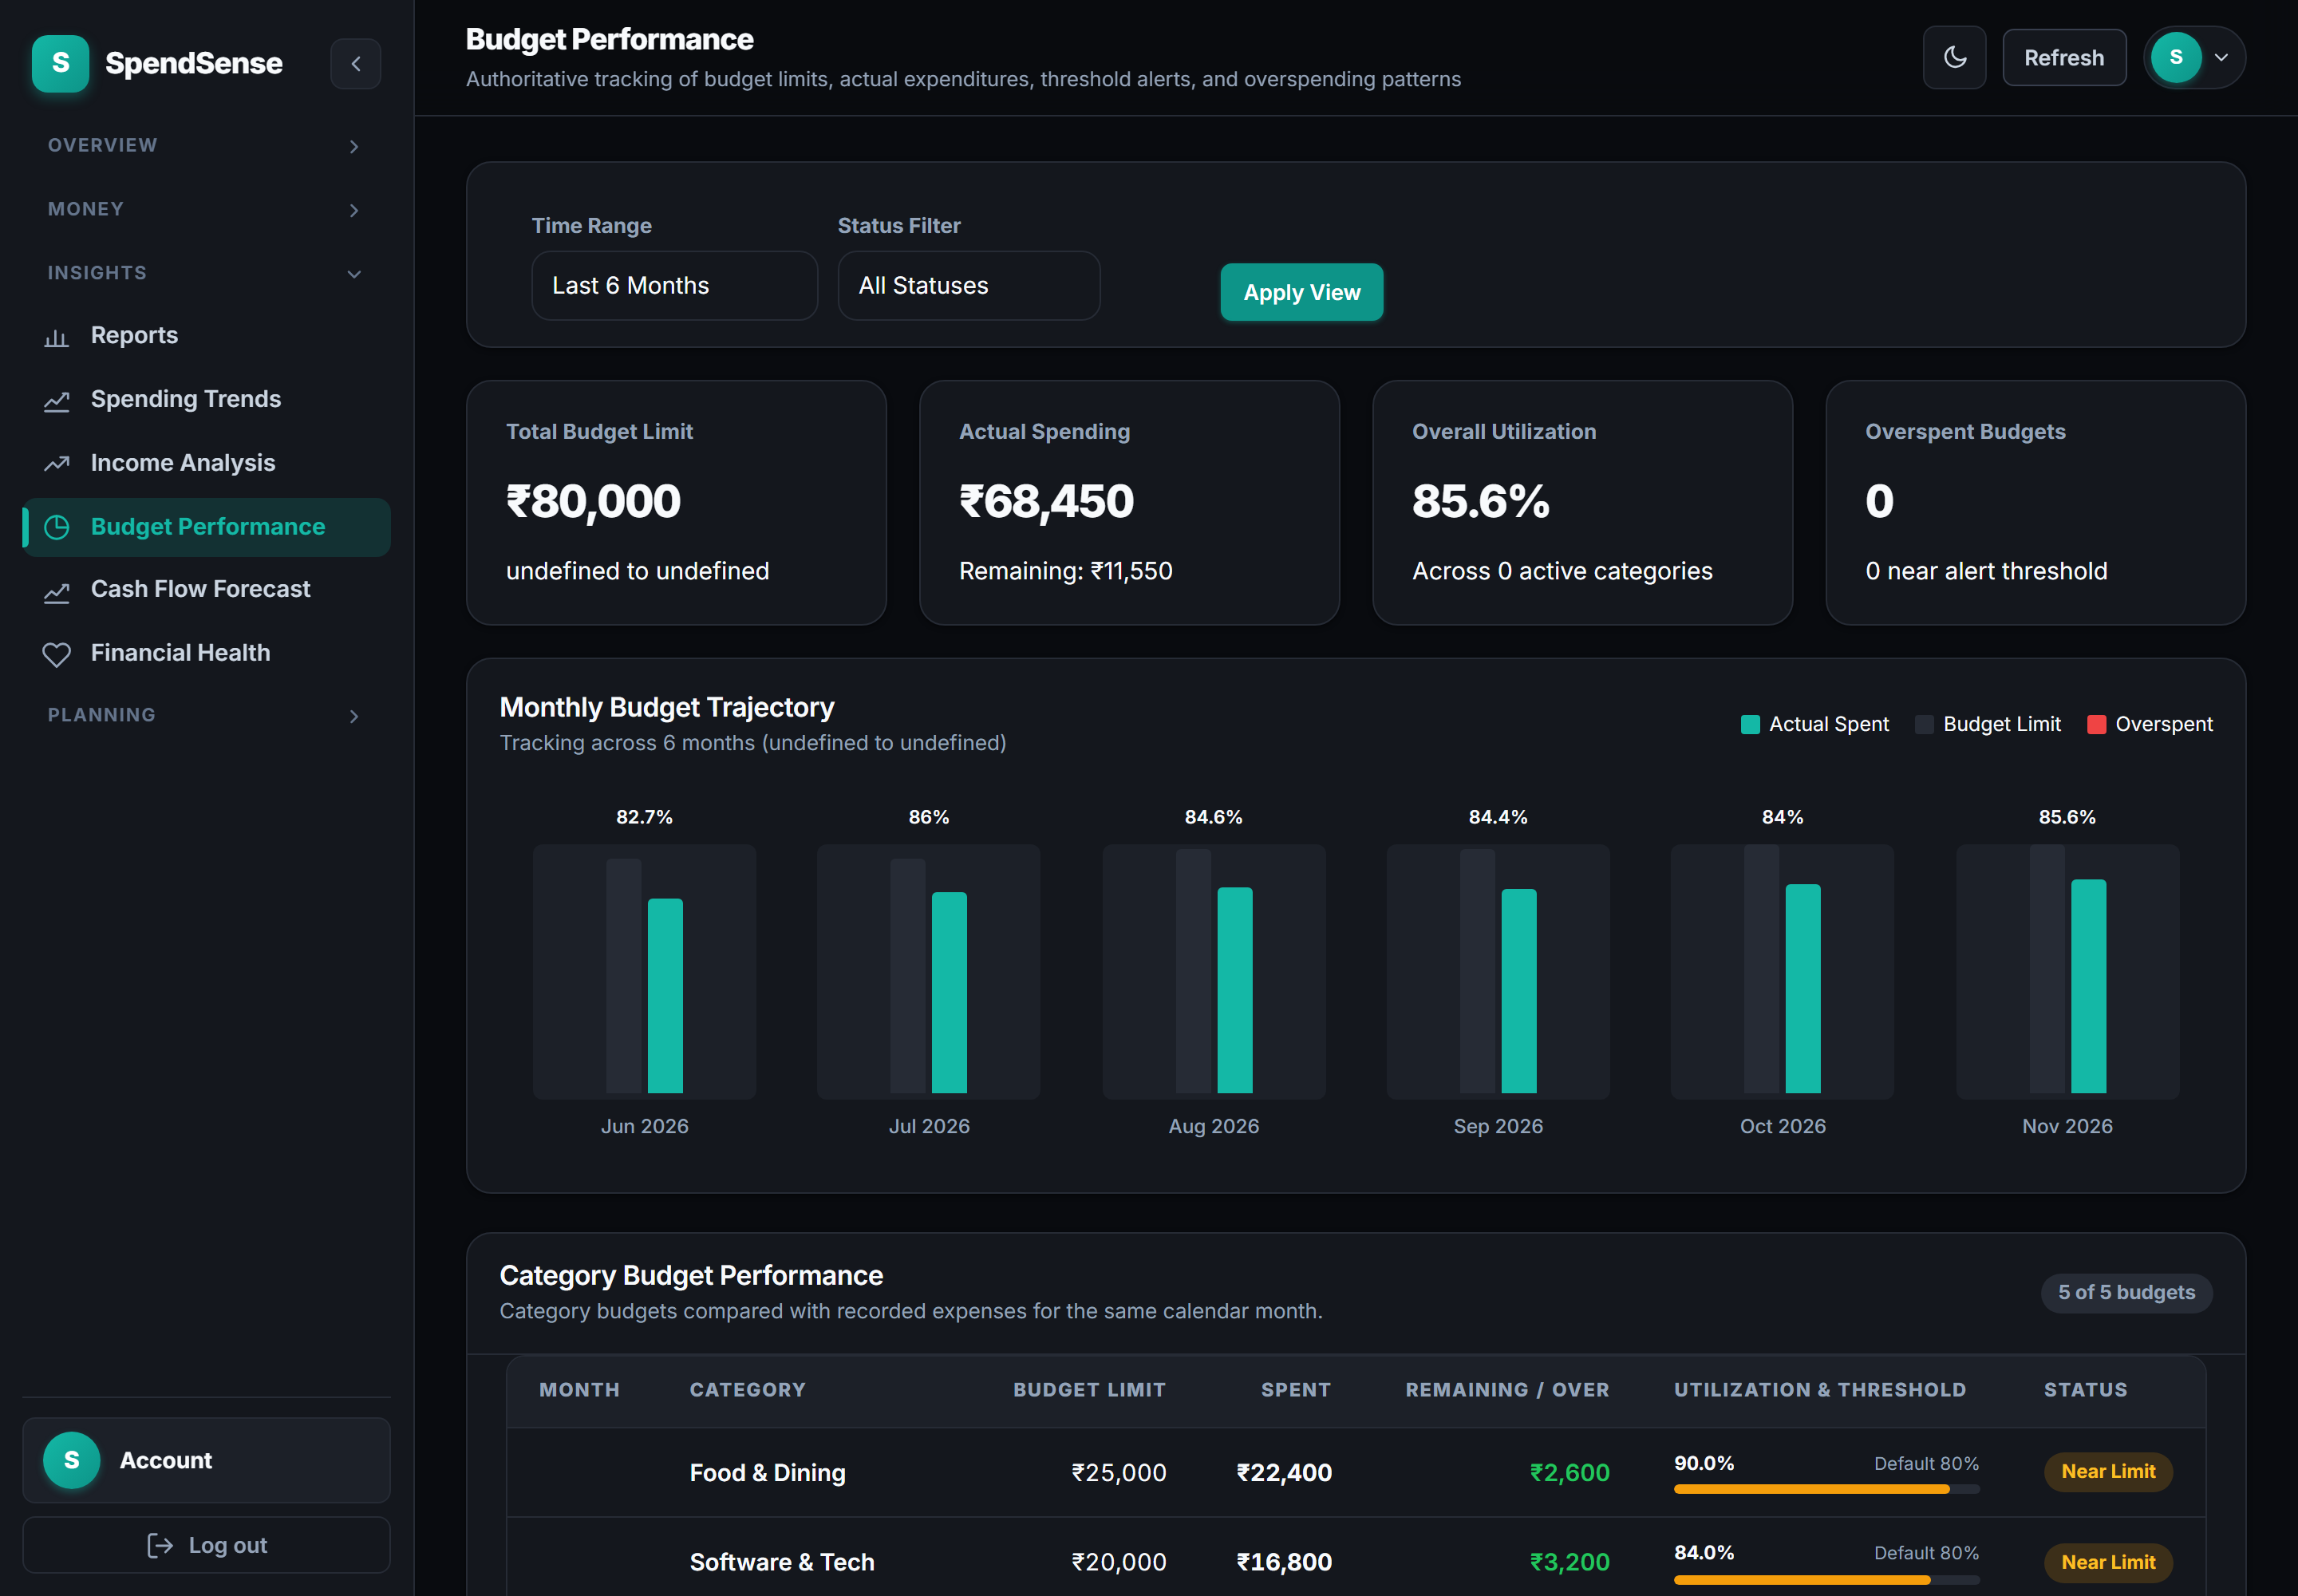 S SpendSense
OVERVIEW
MONEY
INSIGHTS
Reports
Spending Trends
Income Analysis
Budget Performance
Cash Flow Forecast
Financial Health
PLANNING
S Account
Log out
Budget Performance
Authoritative tracking of budget limits, actual expenditures, threshold alerts, and overspending patterns
Refresh
S
Time Range
Last 6 Months
Status Filter
All Statuses
Apply View
Total Budget Limit
₹80,000
undefined to undefined
Actual Spending
₹68,450
Remaining: ₹11,550
Overall Utilization
85.6%
Across 0 active categories
Overspent Budgets
0
0 near alert threshold
Monthly Budget Trajectory
Tracking across 6 months (undefined to undefined)
Actual Spent Budget Limit Overspent
82.7% 86% 84.6% 84.4% 84% 85.6%
Jun 2026 Jul 2026 Aug 2026 Sep 2026 Oct 2026 Nov 2026
Category Budget Performance
Category budgets compared with recorded expenses for the same calendar month.
5 of 5 budgets
MONTH CATEGORY BUDGET LIMIT SPENT REMAINING / OVER UTILIZATION & THRESHOLD STATUS
Food & Dining ₹25,000 ₹22,400 ₹2,600 90.0% Default 80% Near Limit
Software & Tech ₹20,000 ₹16,800 ₹3,200 84.0% Default 80% Near Limit